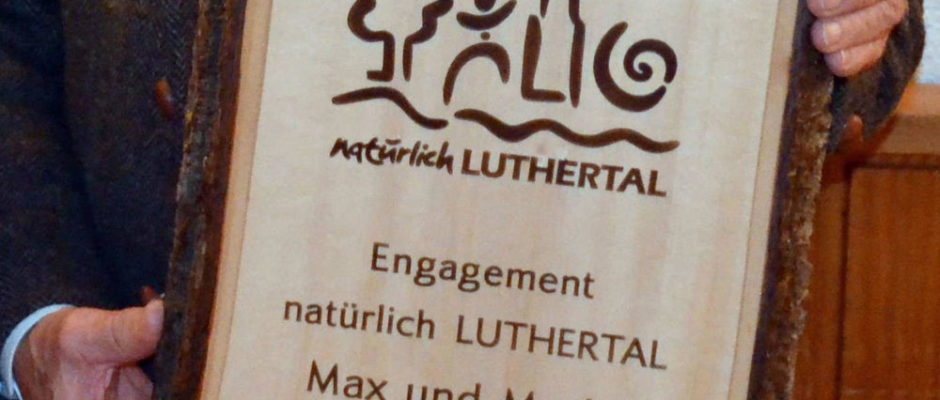 natürlich LUTHERTAL
Engagement
natürlich LUTHERTAL
Max und